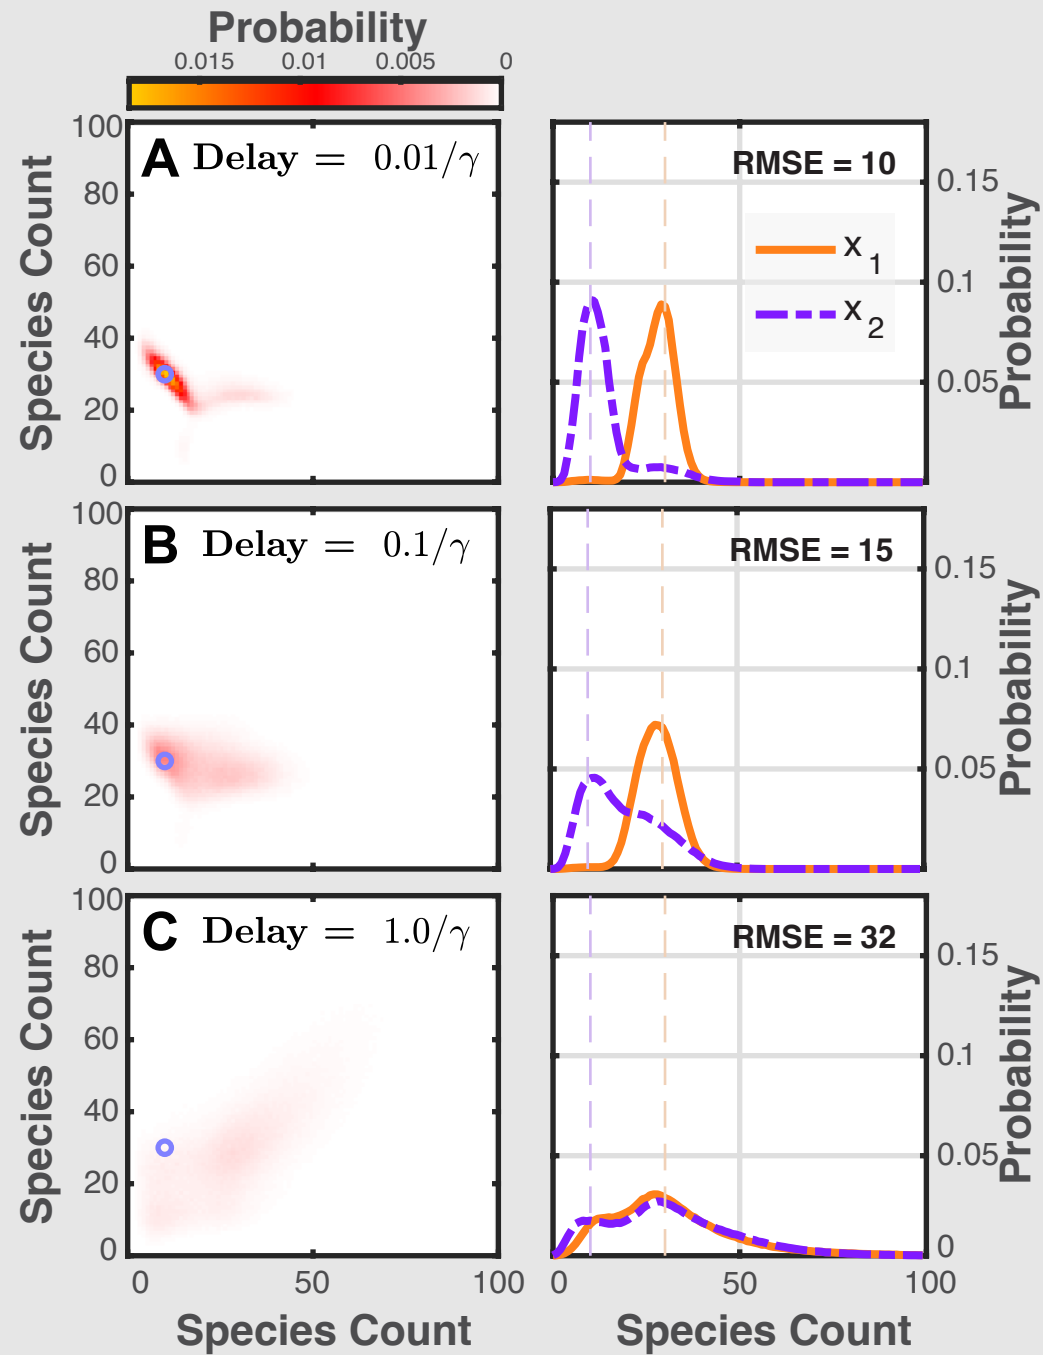 Probability
0.015 0.01 0.005 0
100
80
60
40
20
0
Species Count
A Delay = 0.01/γ
RMSE = 10
x1
x2
0.15
0.1
0.05
Probability
100
80
60
40
20
0
Species Count
B Delay = 0.1/γ
RMSE = 15
0.15
0.1
0.05
Probability
100
80
60
40
20
0
Species Count
C Delay = 1.0/γ
RMSE = 32
0.15
0.1
0.05
0
Probability
0 50 100
0 50 100
Species Count
Species Count